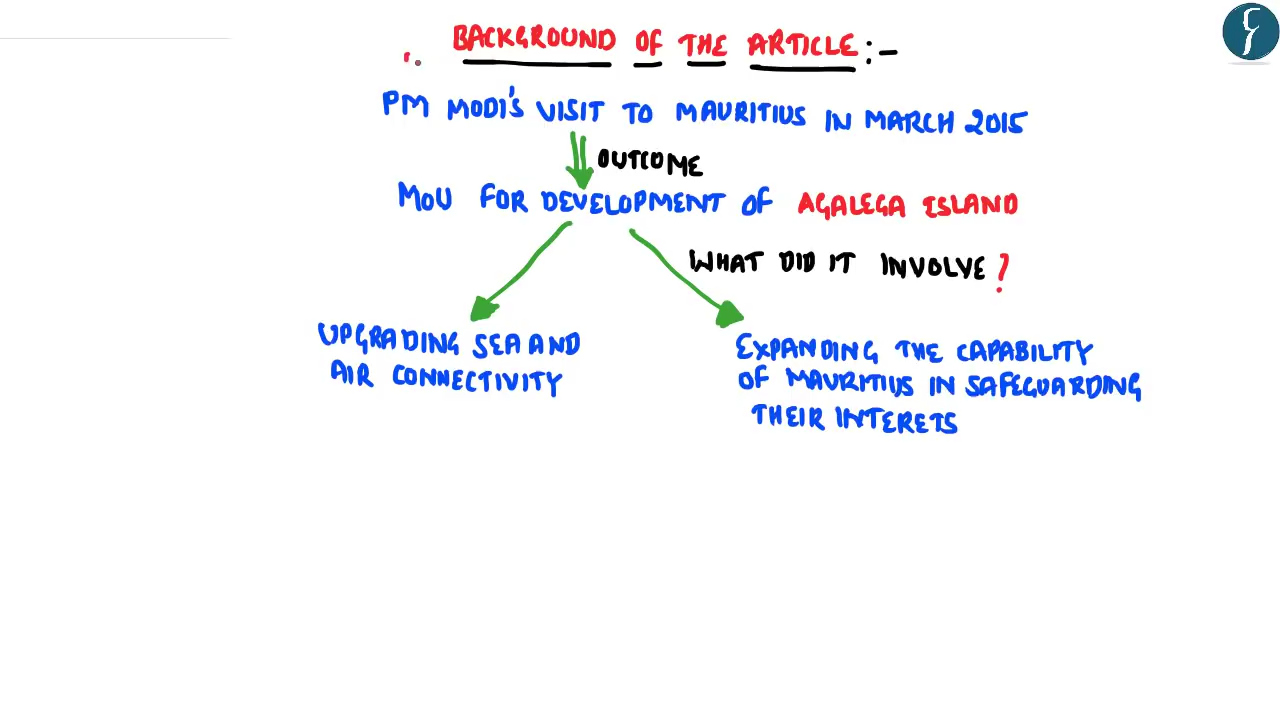 BACKGROUND OF THE ARTICLE :-
PM MODI'S VISIT TO MAURITIUS IN MARCH 2015
OUTCOME
MOU FOR DEVELOPMENT OF AGALEGA ISLAND
WHAT DID IT INVOLVE?
UPGRADING SEA AND
AIR CONNECTIVITY
EXPANDING THE CAPABILITY
OF MAURITIUS IN SAFEGUARDING
THEIR INTERETS